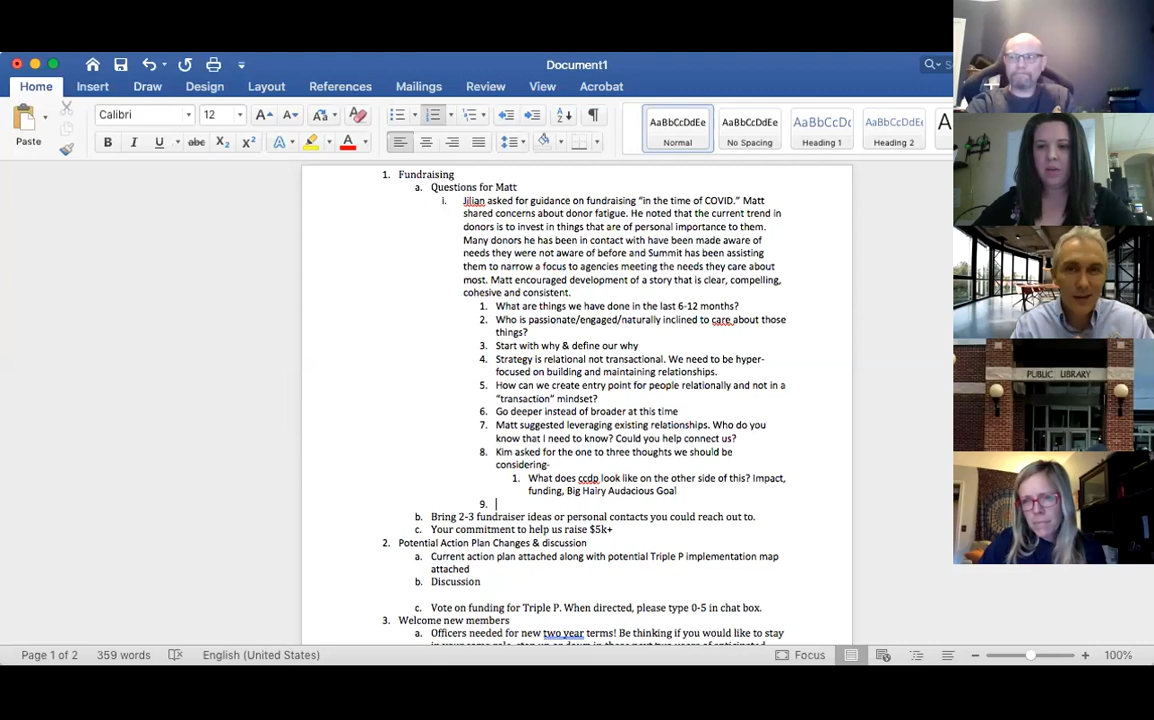 Document1
Home Insert Draw Design Layout References Mailings Review View Acrobat
Calibri 12
Paste
AaBbCcDdEe AaBbCcDdEe AaBbCcDc AaBbCcDdEe
Normal No Spacing Heading 1 Heading 2
1. Fundraising
a. Questions for Matt
i. Jilian asked for guidance on fundraising “in the time of COVID.” Matt
shared concerns about donor fatigue. He noted that the current trend in
donors is to invest in things that are of personal importance to them.
Many donors he has been in contact with have been made aware of
needs they were not aware of before and Summit has been assisting
them to narrow a focus to agencies meeting the needs they care about
most. Matt encouraged development of a story that is clear, compelling,
cohesive and consistent.
1. What are things we have done in the last 6-12 months?
2. Who is passionate/engaged/naturally inclined to care about those
things?
3. Start with why & define our why
4. Strategy is relational not transactional. We need to be hyper-
focused on building and maintaining relationships.
5. How can we create entry point for people relationally and not in a
“transaction” mindset?
6. Go deeper instead of broader at this time
7. Matt suggested leveraging existing relationships. Who do you
know that I need to know? Could you help connect us?
8. Kim asked for the one to three thoughts we should be
considering-
1. What does ccdp look like on the other side of this? Impact,
funding, Big Hairy Audacious Goal
9.
b. Bring 2-3 fundraiser ideas or personal contacts you could reach out to.
c. Your commitment to help us raise $5k+
2. Potential Action Plan Changes & discussion
a. Current action plan attached along with potential Triple P implementation map
attached
b. Discussion
c. Vote on funding for Triple P. When directed, please type 0-5 in chat box.
3. Welcome new members
a. Officers needed for new two year terms! Be thinking if you would like to stay
Page 1 of 2 359 words English (United States) Focus 100%
PUBLIC LIBRARY